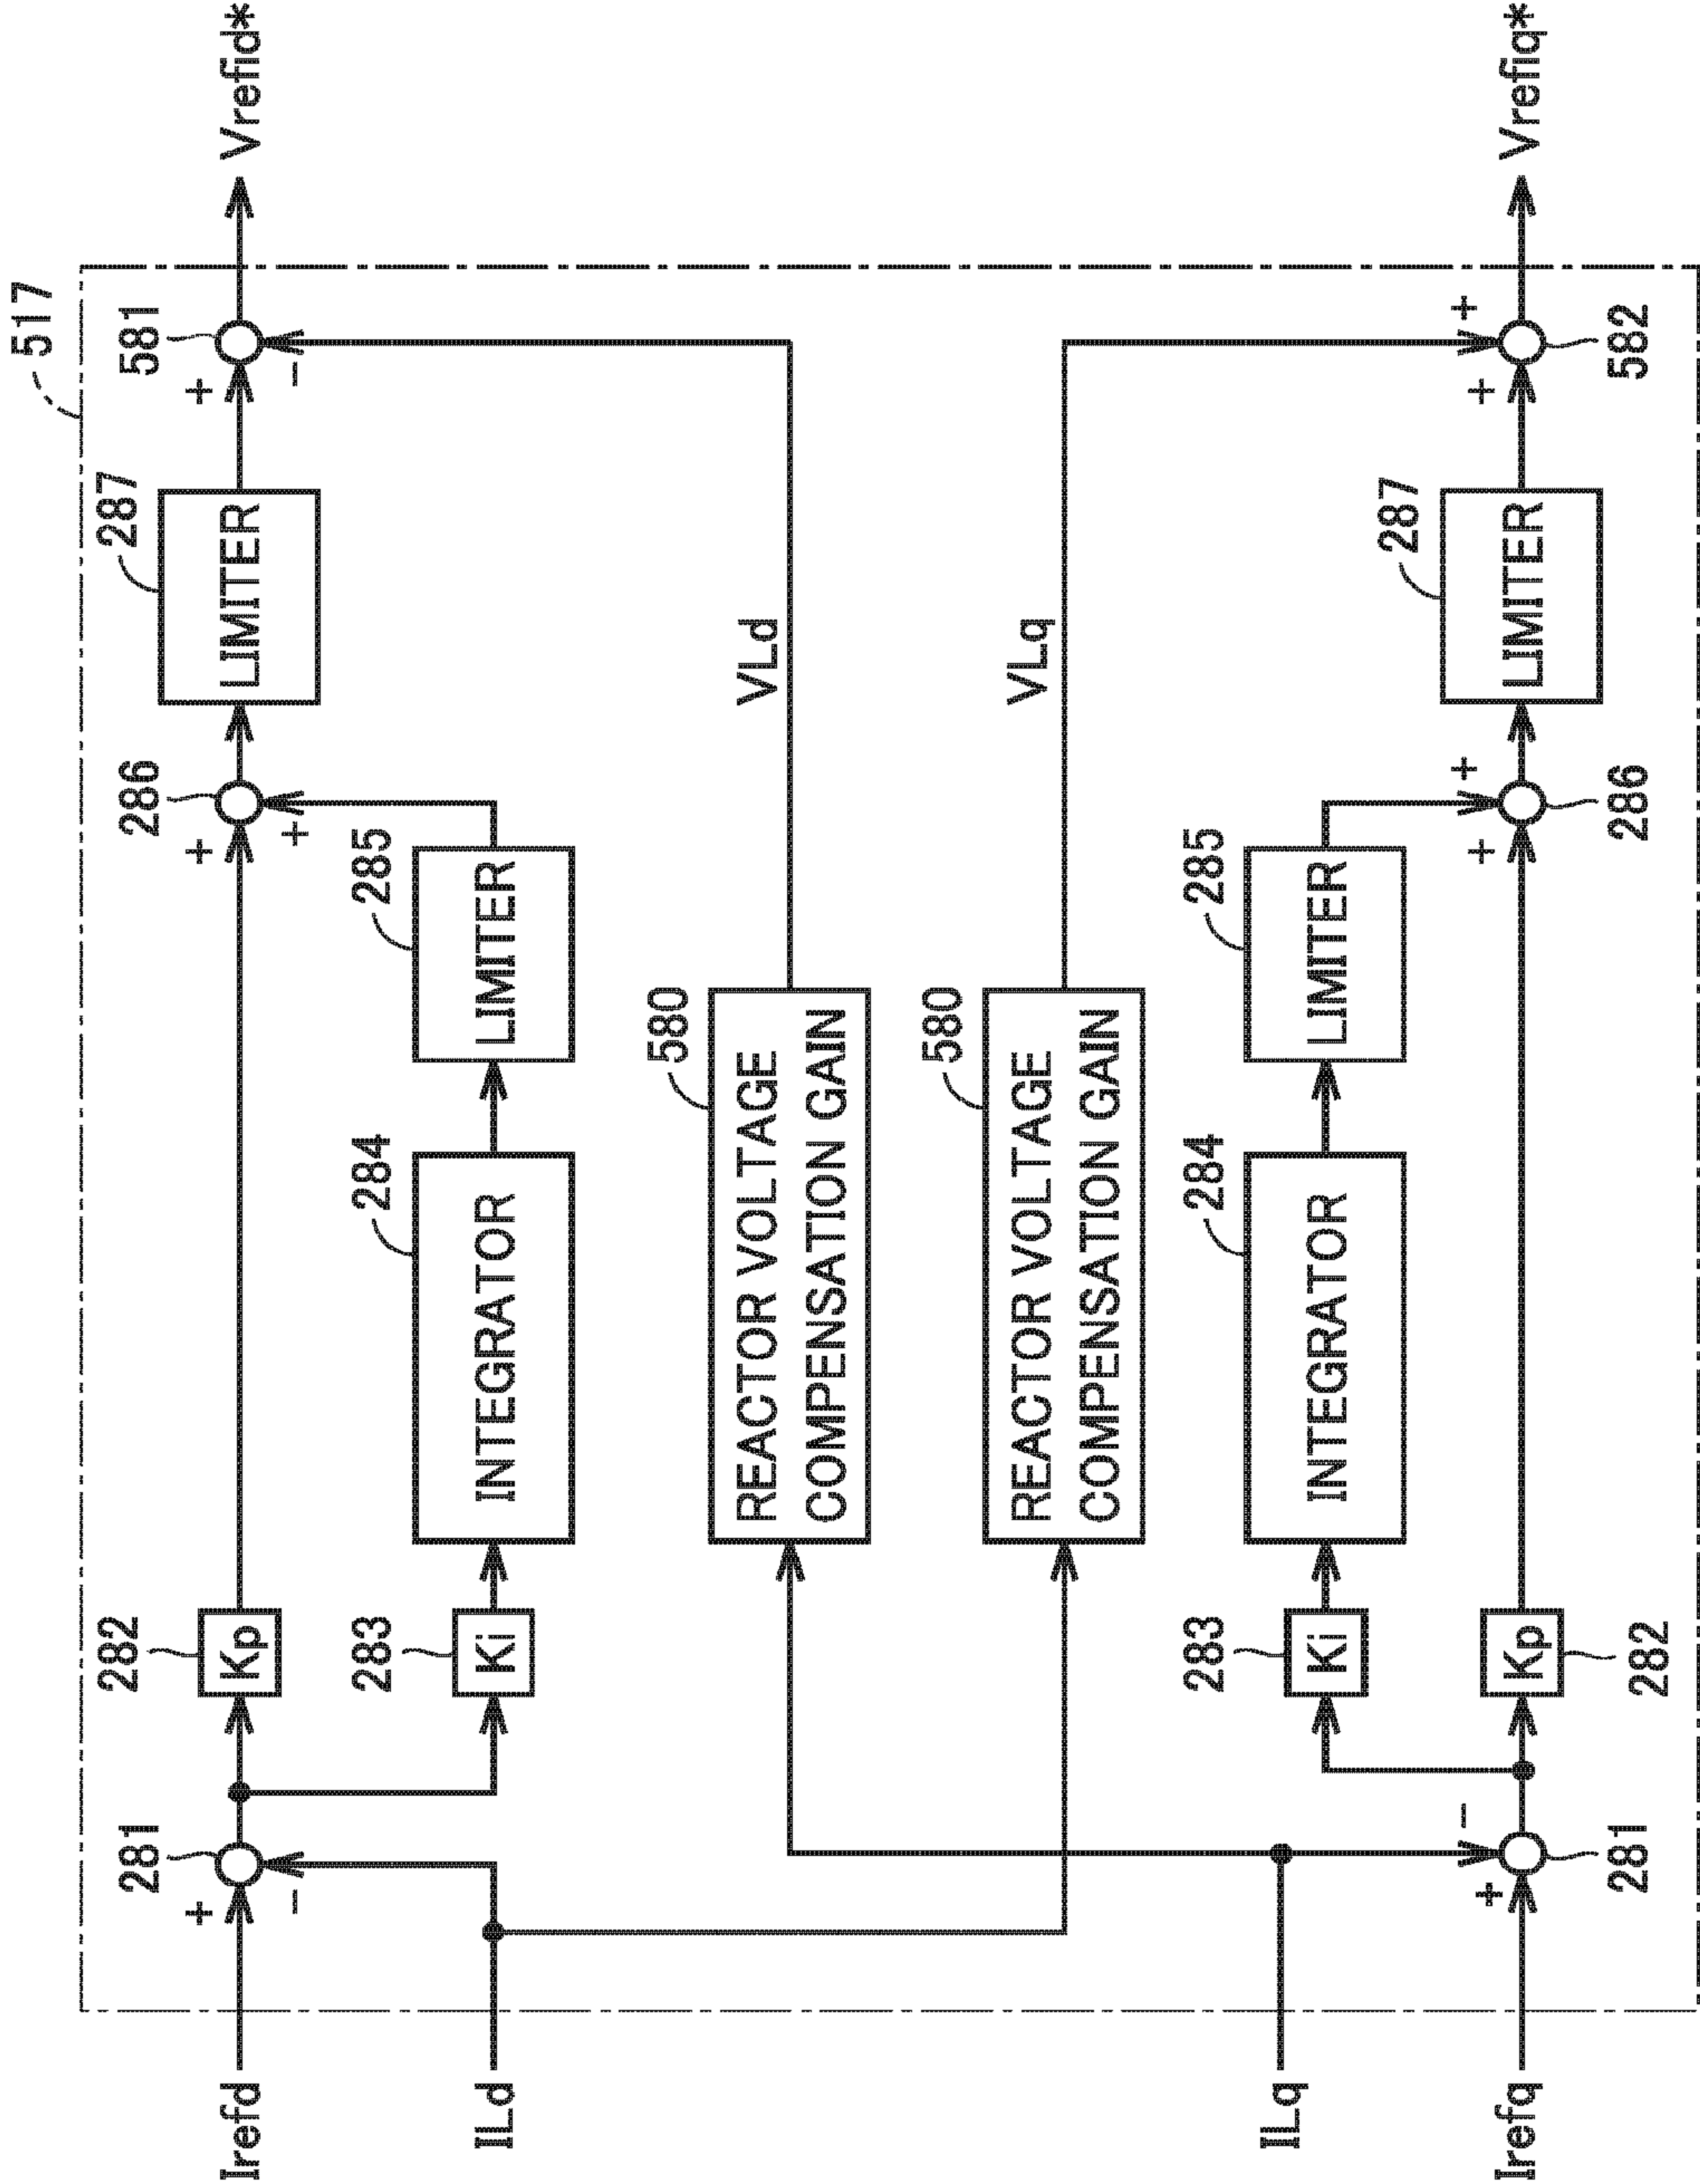 517
Irefd
+
-
281
282
Kp
286
+
+
287
LIMITER
581
+
-
Vrefid*
283
Ki
284
INTEGRATOR
285
LIMITER
ILd
580
REACTOR VOLTAGE
COMPENSATION GAIN
VLd
580
REACTOR VOLTAGE
COMPENSATION GAIN
VLq
ILq
283
Ki
284
INTEGRATOR
285
LIMITER
Irefq
+
-
281
Kp
282
+
+
286
287
LIMITER
+
+
582
Vrefiq*